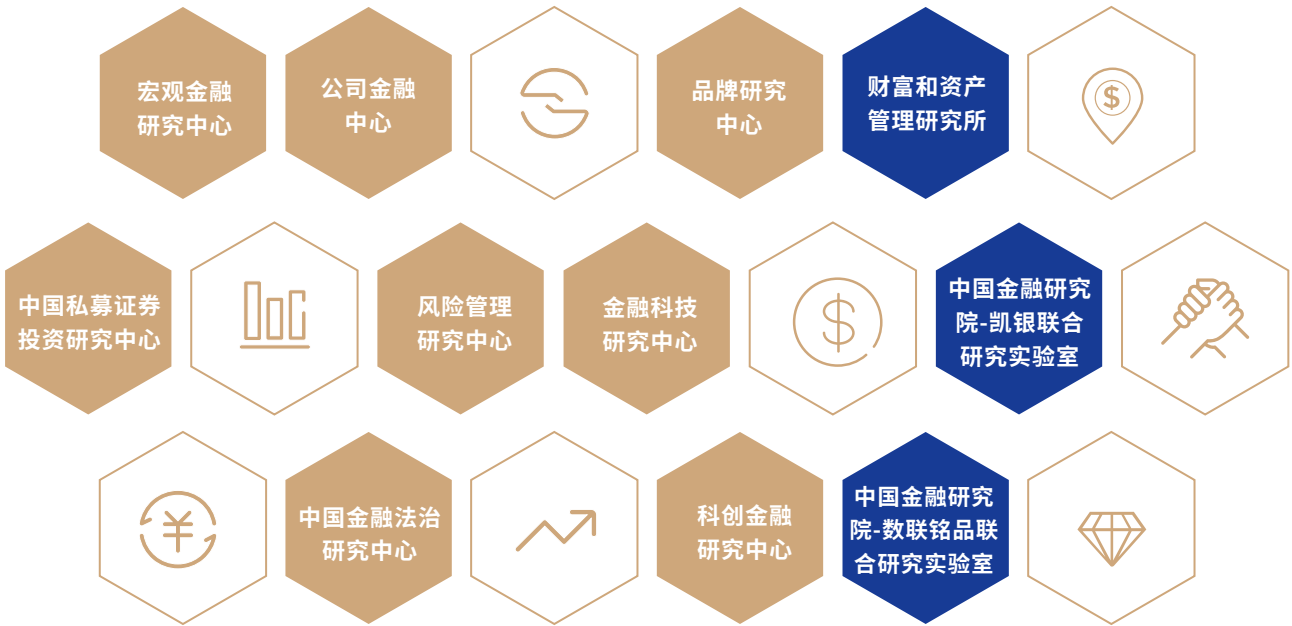 宏观金融
研究中心
公司金融
中心
品牌研究
中心
财富和资产
管理研究所
$
中国私募证券
投资研究中心
风险管理
研究中心
金融科技
研究中心
$
中国金融研究
院-凯银联合
研究实验室
¥
中国金融法治
研究中心
科创金融
研究中心
中国金融研究
院-数联铭品联
合研究实验室